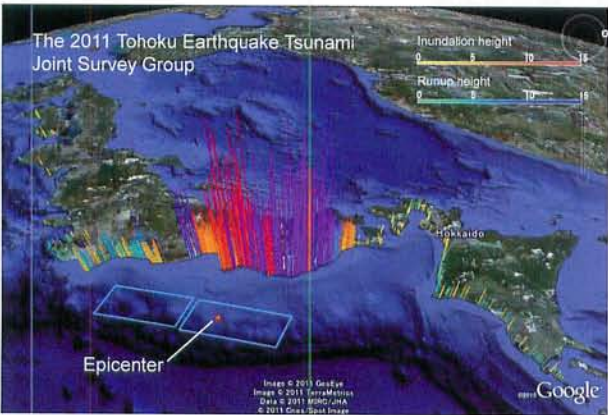 The 2011 Tohoku Earthquake Tsunami
Joint Survey Group
Inundation height
0 5 10 15
Runup height
0 5 10 15
Hokkaido
Epicenter
Image © 2011 GeoEye
Image © 2011 TerraMetrics
Data © 2011 MIRC/JHA
© 2011 Cnes/Spot Image
©2011 Google